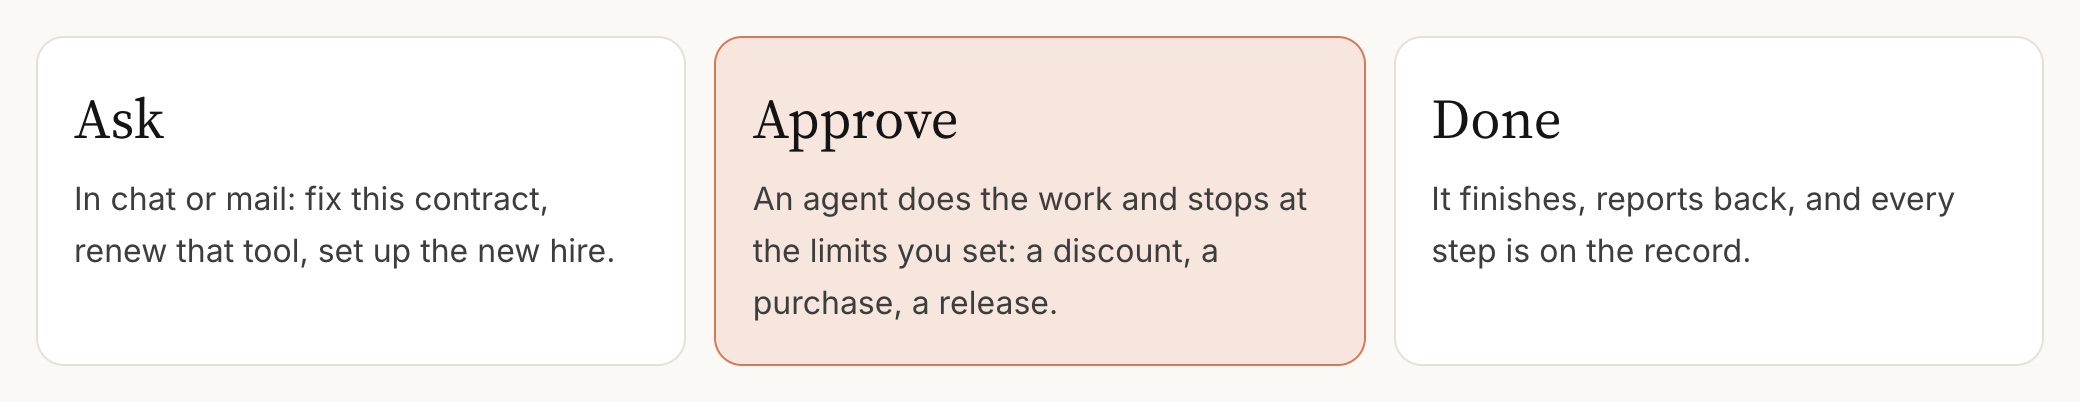 Ask
In chat or mail: fix this contract,
renew that tool, set up the new hire.
Approve
An agent does the work and stops at
the limits you set: a discount, a
purchase, a release.
Done
It finishes, reports back, and every
step is on the record.